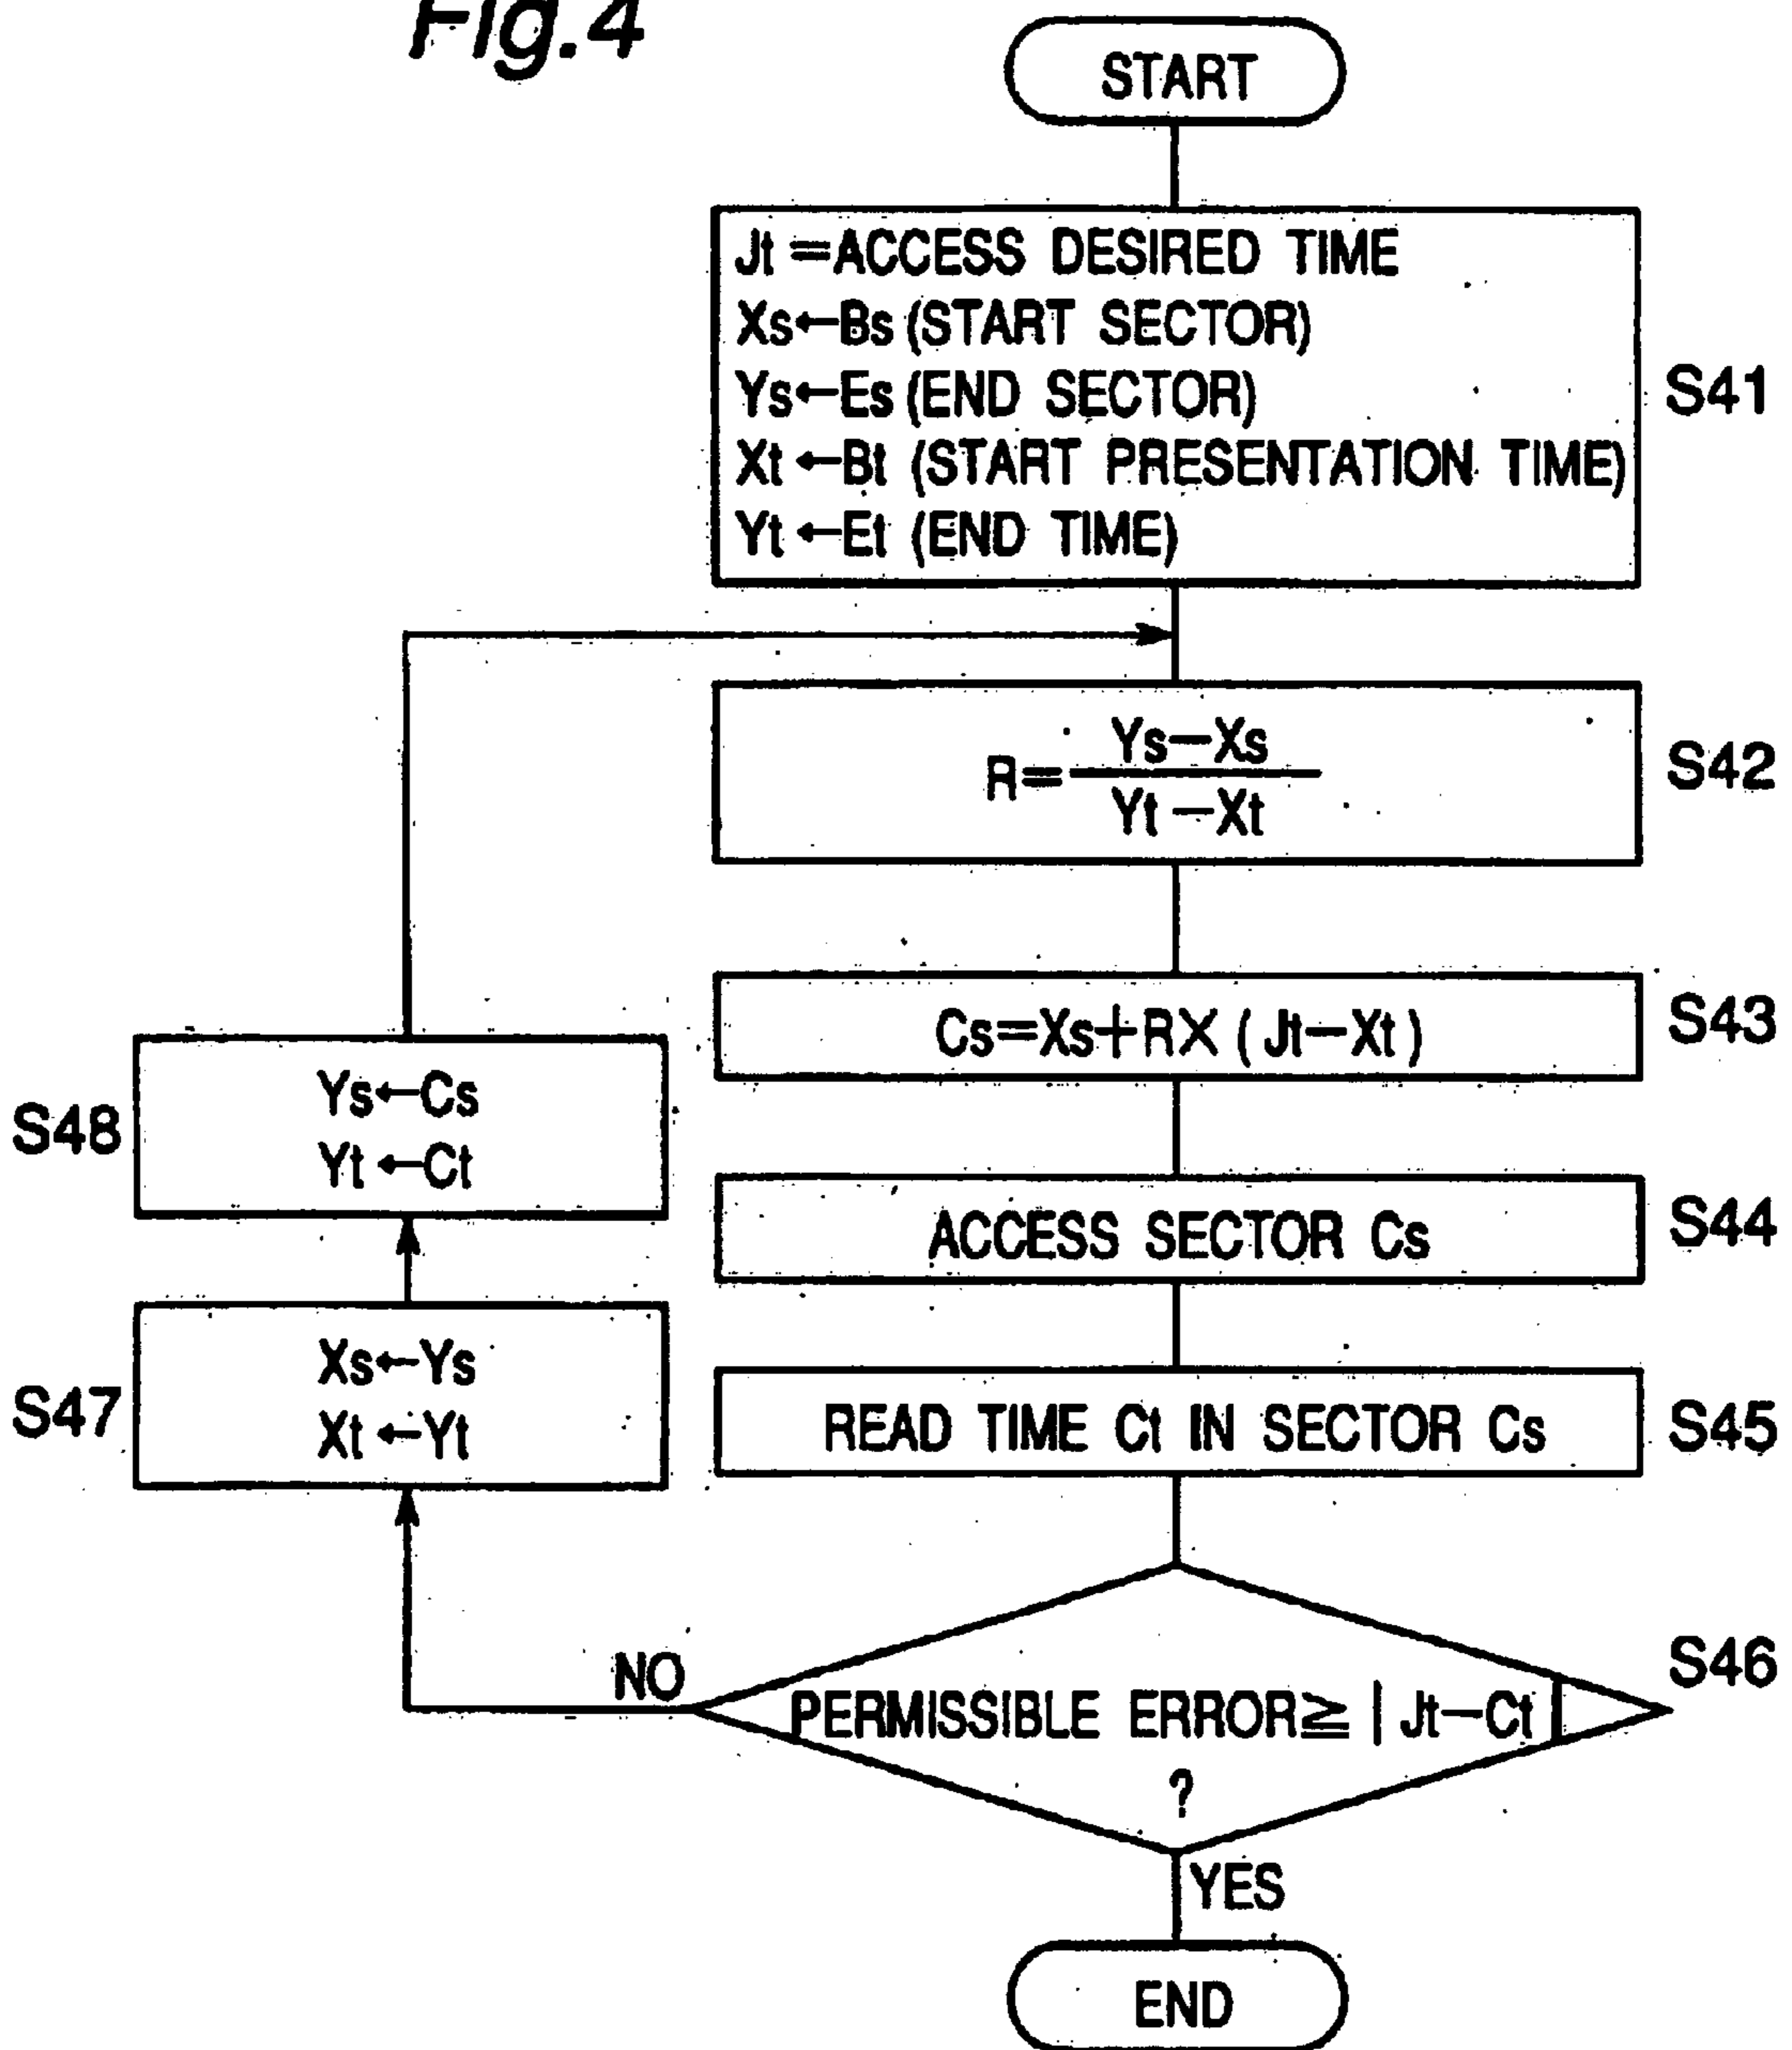 Fig.4
START
Jt =ACCESS DESIRED TIME
Xs←Bs (START SECTOR)
Ys←Es (END SECTOR)
Xt ←Bt (START PRESENTATION TIME)
Yt ←Et (END TIME)
S41
R= Ys−Xs
Yt −Xt
S42
Cs=Xs+R×(Jt−Xt)
S43
ACCESS SECTOR Cs
S44
READ TIME Ct IN SECTOR Cs
S45
PERMISSIBLE ERROR≧|Jt−Ct|
?
S46
NO
Xs←Ys
Xt ←Yt
S47
Ys←Cs
Yt ←Ct
S48
YES
END